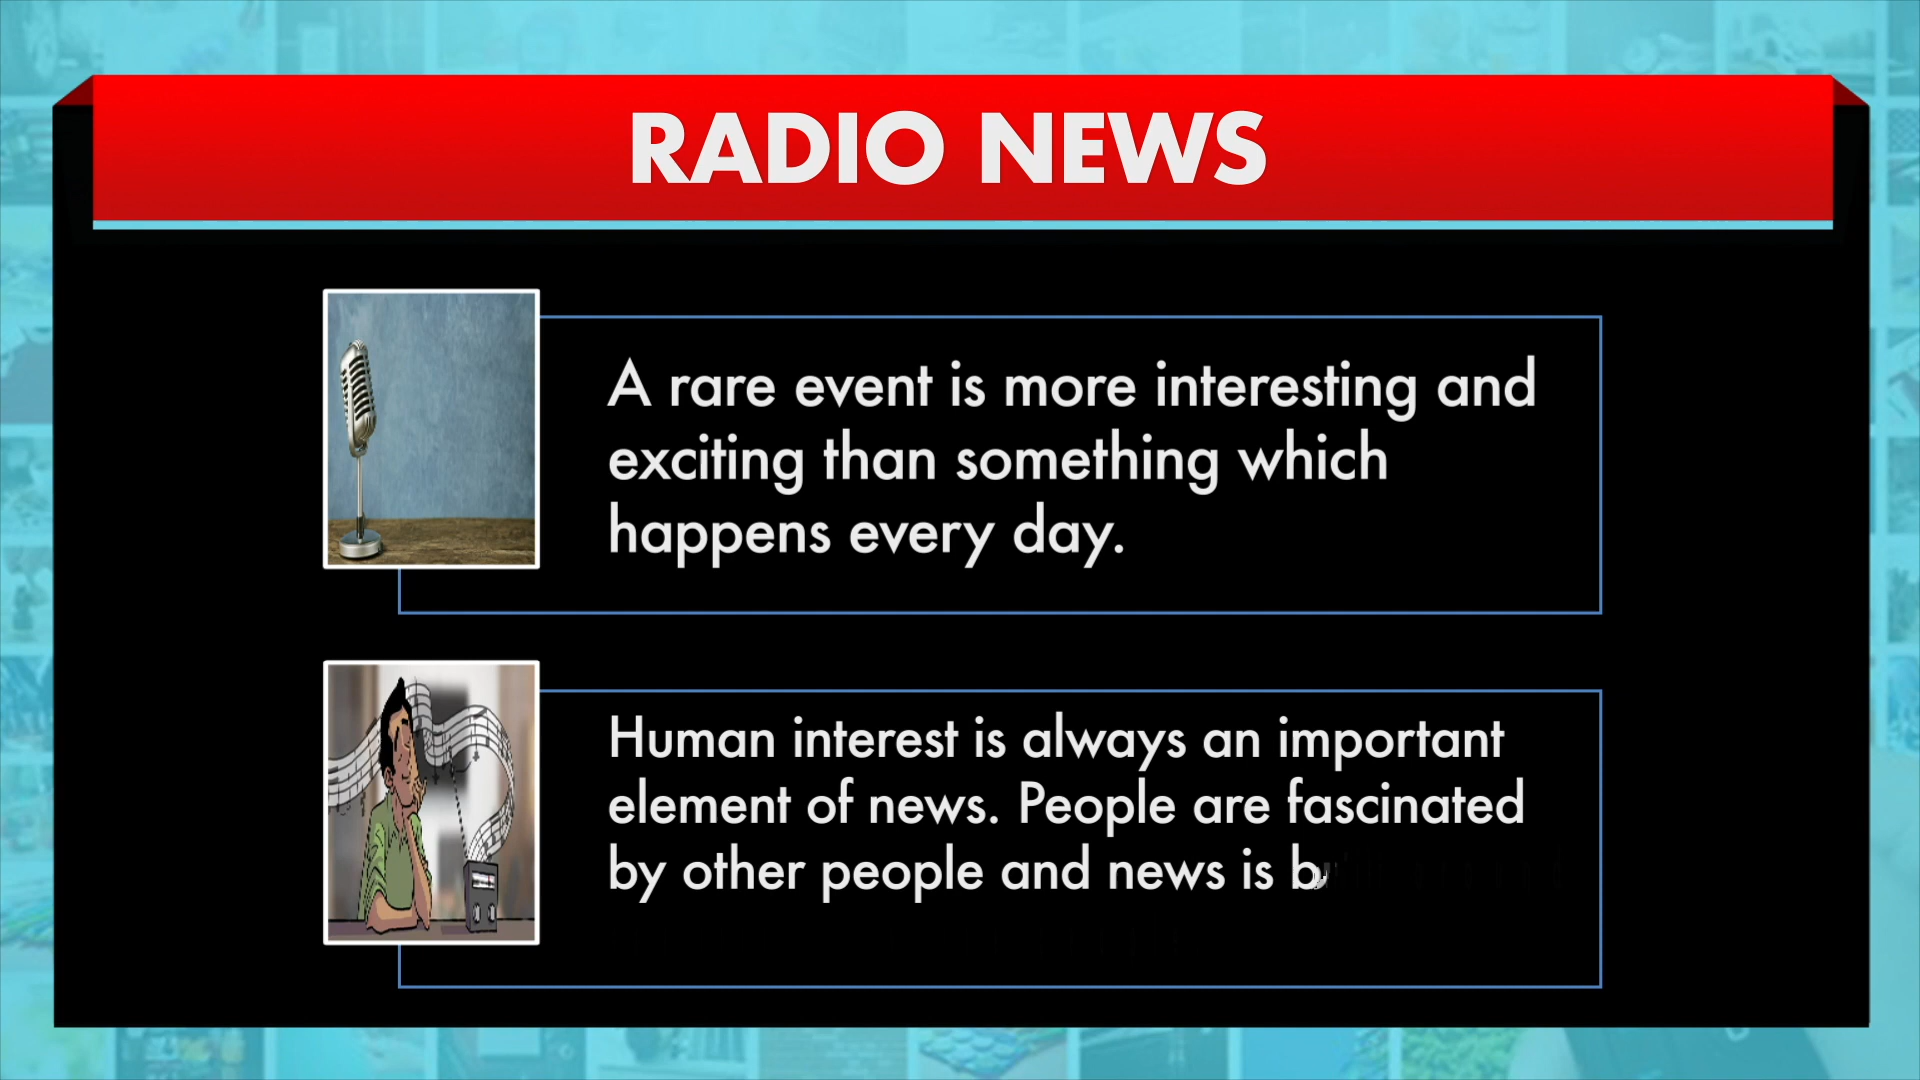 RADIO NEWS
A rare event is more interesting and
exciting than something which
happens every day.
Human interest is always an important
element of news. People are fascinated
by other people and news is